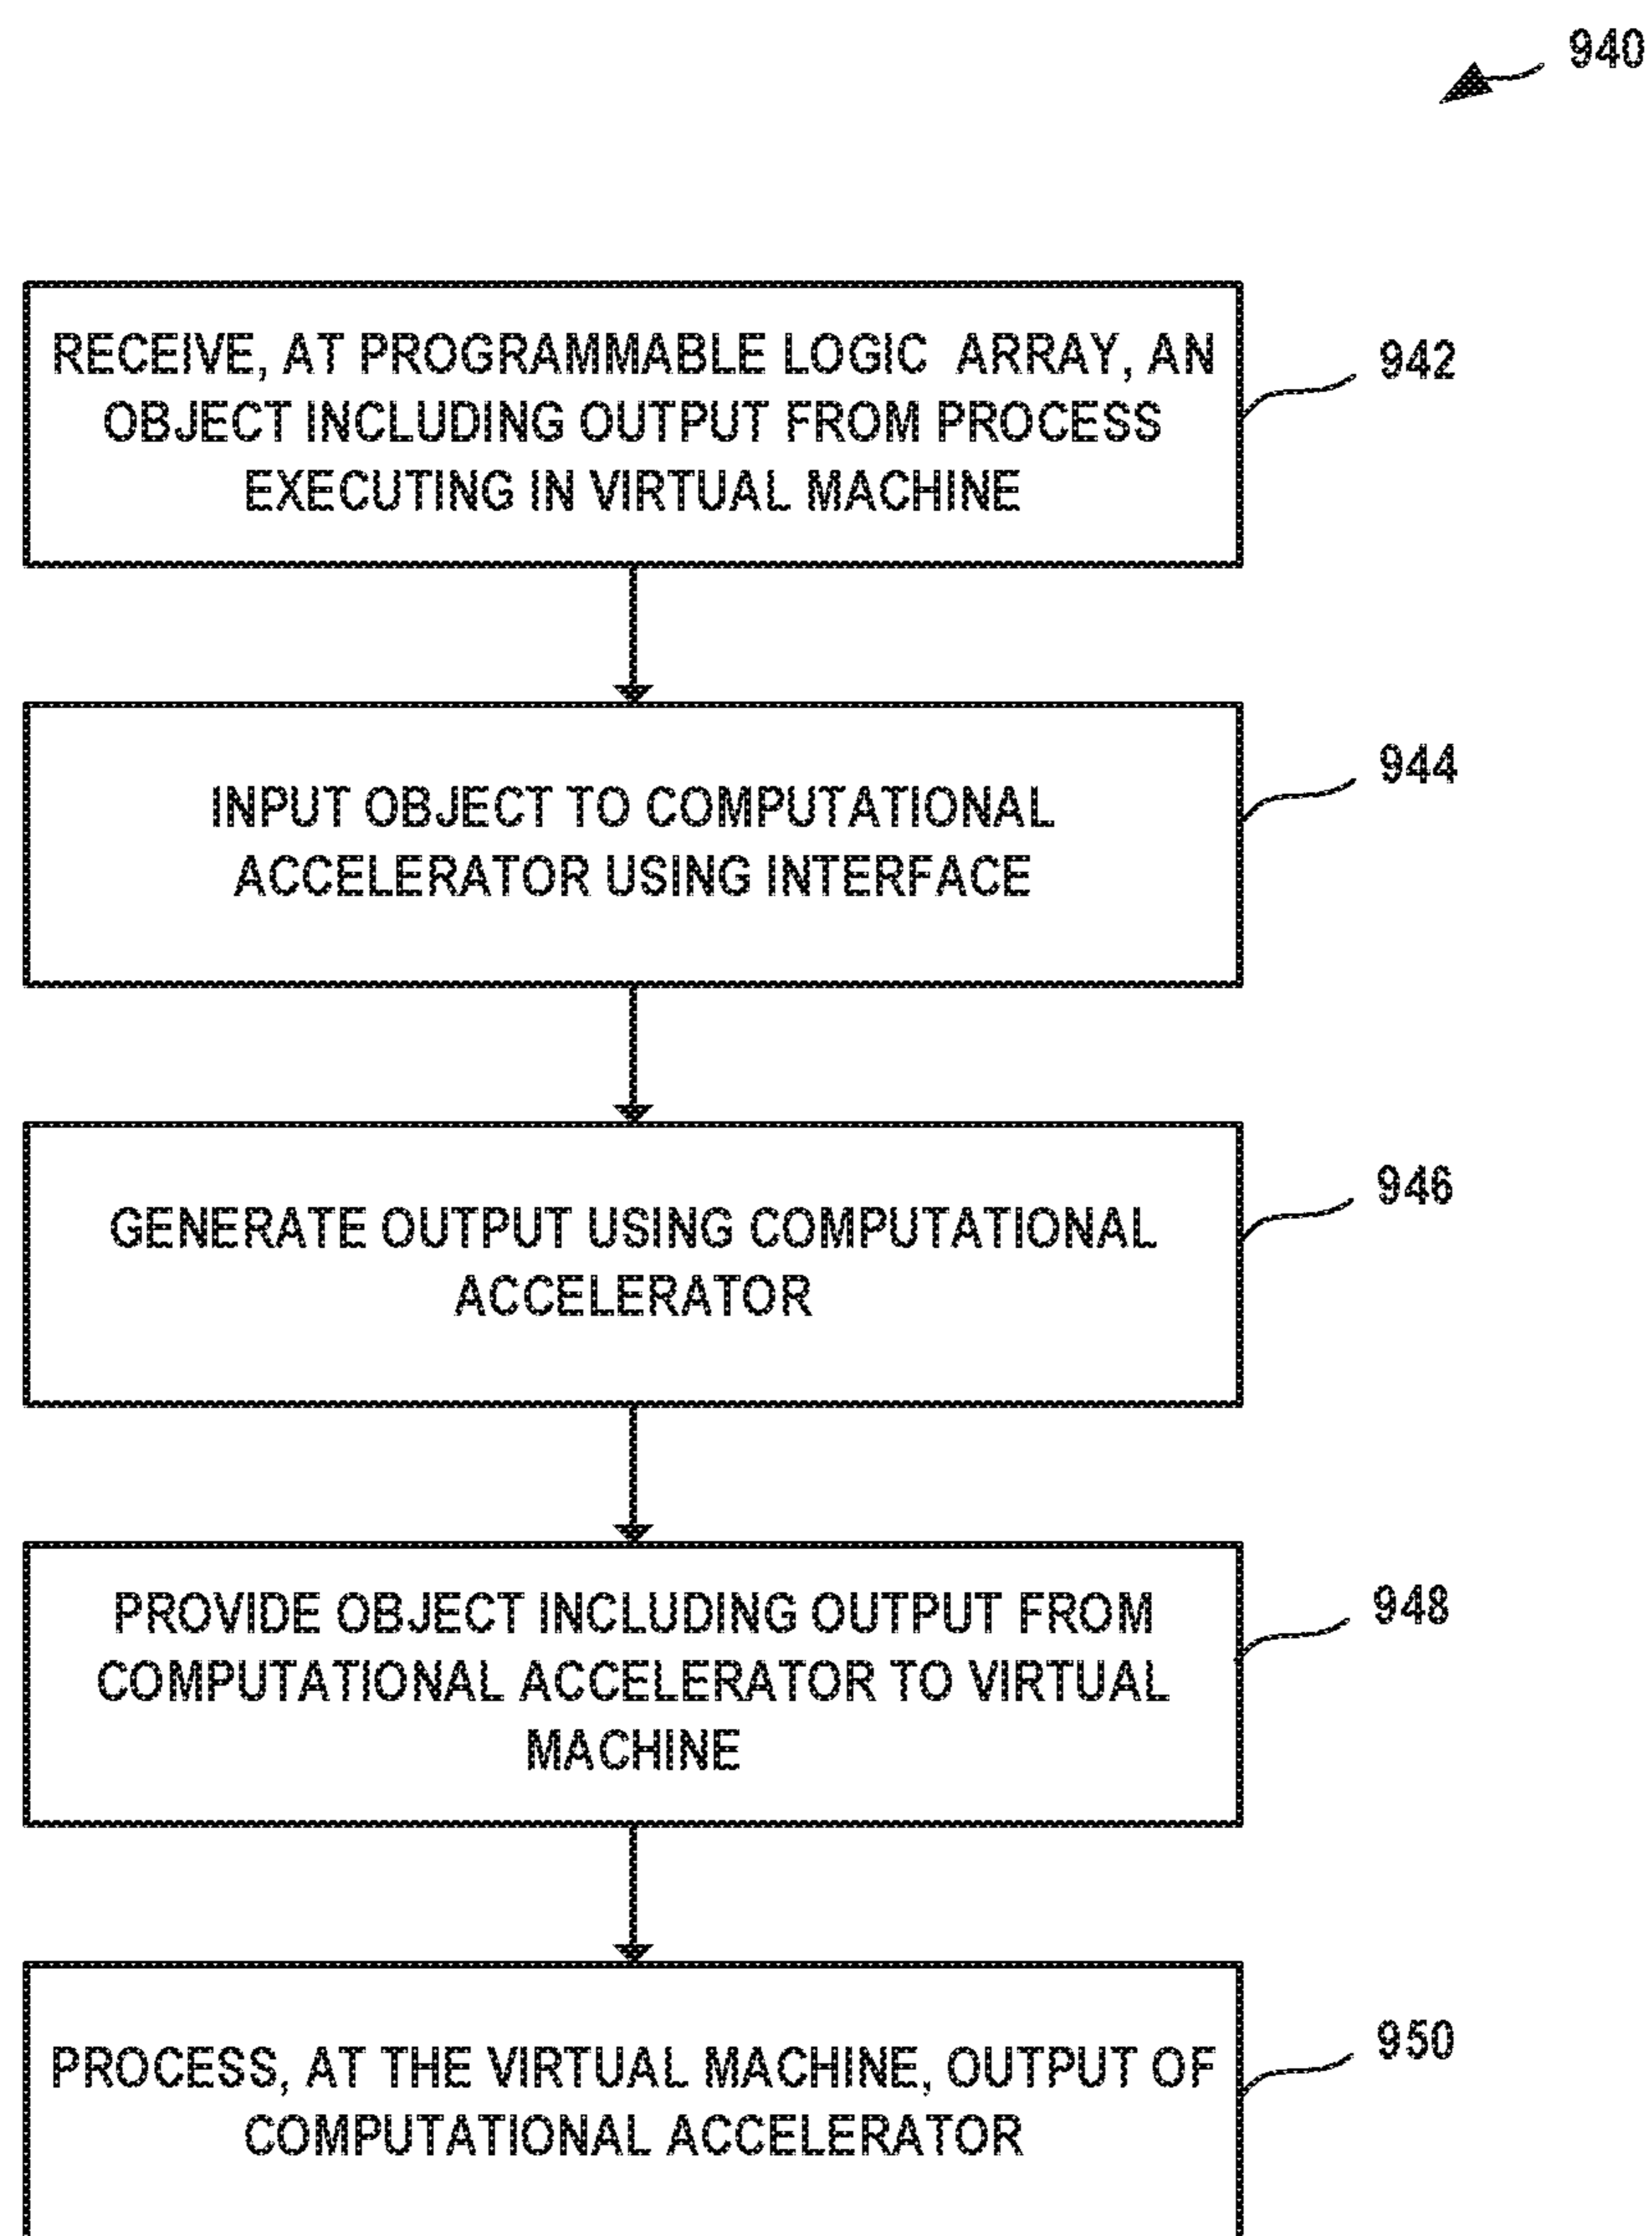 940
RECEIVE, AT PROGRAMMABLE LOGIC ARRAY, AN
OBJECT INCLUDING OUTPUT FROM PROCESS
EXECUTING IN VIRTUAL MACHINE
942
INPUT OBJECT TO COMPUTATIONAL
ACCELERATOR USING INTERFACE
944
GENERATE OUTPUT USING COMPUTATIONAL
ACCELERATOR
946
PROVIDE OBJECT INCLUDING OUTPUT FROM
COMPUTATIONAL ACCELERATOR TO VIRTUAL
MACHINE
948
PROCESS, AT THE VIRTUAL MACHINE, OUTPUT OF
COMPUTATIONAL ACCELERATOR
950